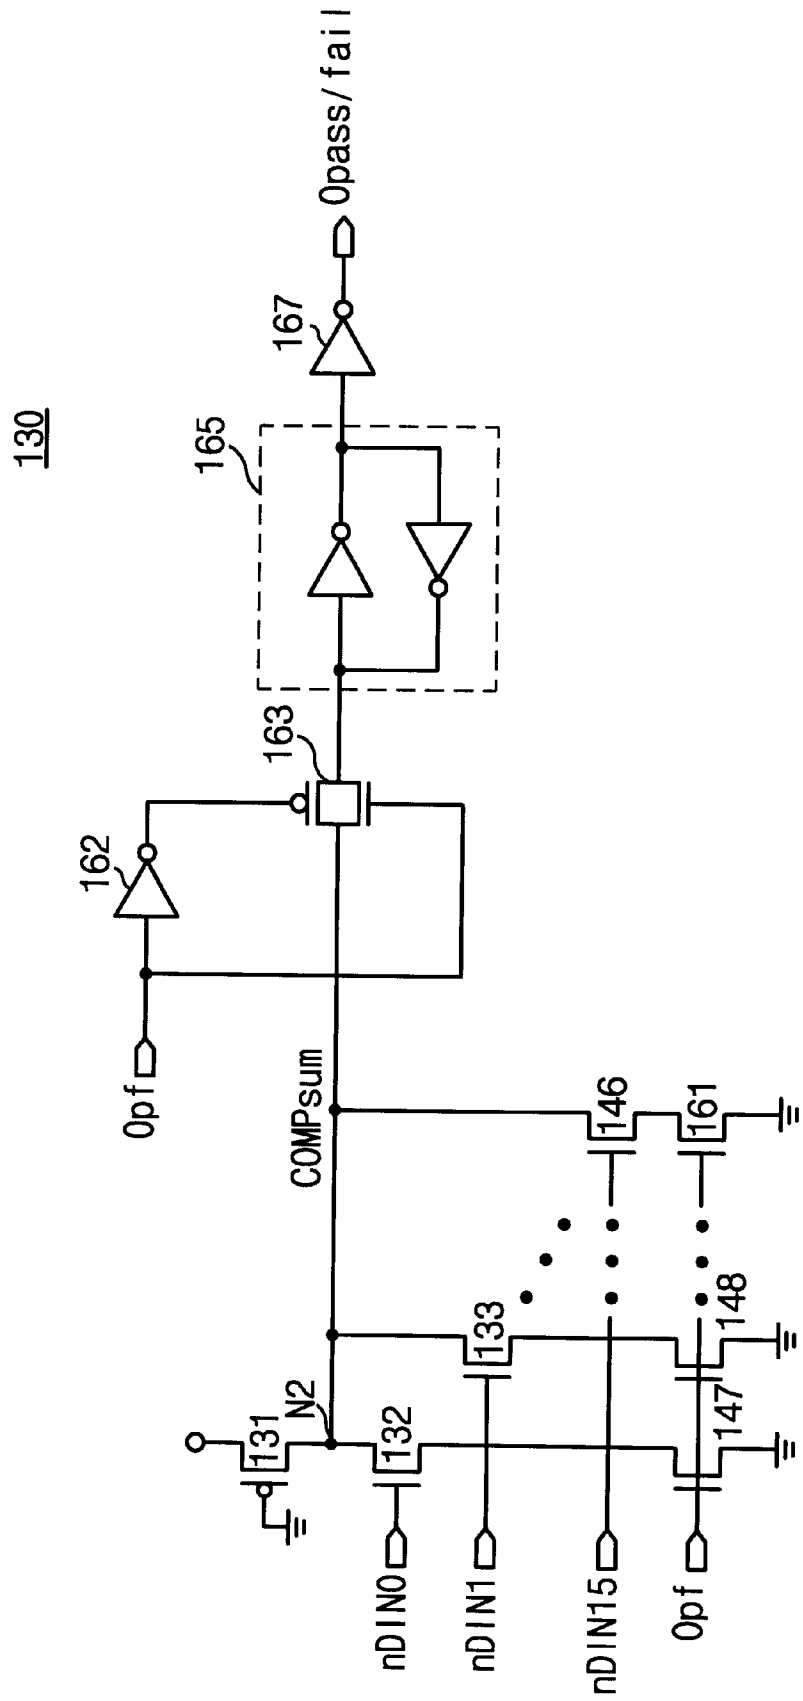 130
162
Opf
165
131
163
167
N2
COMPsum
Opass/fail
nDIN0
132
nDIN1
133
nDIN15
146
Opf
161
147
148